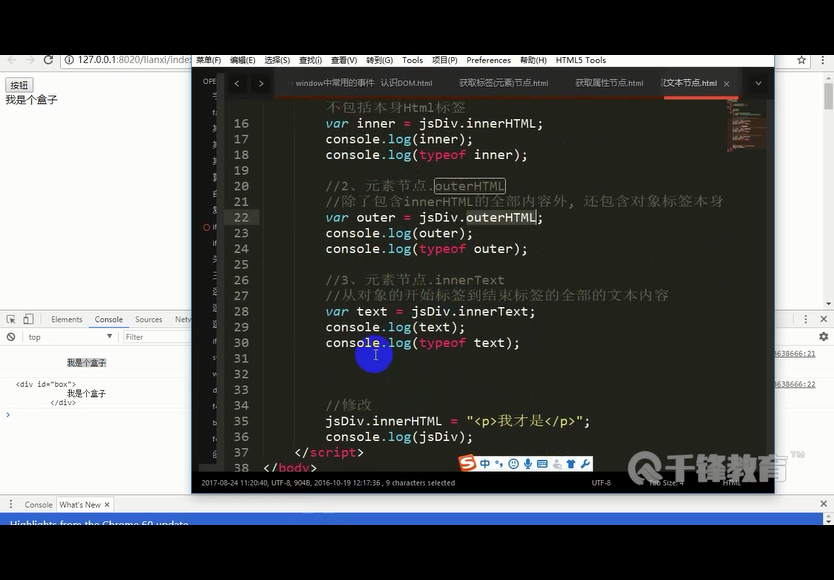 127.0.0.1:8020/lianxi/index
菜单(F) 编辑(E) 选择(S) 查找(i) 查看(V) 转到(G) Tools 项目(P) Preferences 帮助(H) HTML5 Tools
window中常用的事件 认识DOM.html 获取标签(元素)节点.html 获取属性节点.html 文本节点.html
按钮
我是个盒子
不包括本身Html标签
16 var inner = jsDiv.innerHTML;
17 console.log(inner);
18 console.log(typeof inner);
19
20 //2、元素节点.outerHTML
21 //除了包含innerHTML的全部内容外, 还包含对象标签本身
22 var outer = jsDiv.outerHTML;
23 console.log(outer);
24 console.log(typeof outer);
25
26 //3、元素节点.innerText
27 //从对象的开始标签到结束标签的全部的文本内容
28 var text = jsDiv.innerText;
29 console.log(text);
30 console.log(typeof text);
31
32
33
34 //修改
35 jsDiv.innerHTML = "<p>我才是</p>";
36 console.log(jsDiv);
37 </script>
38 </body>
Elements Console Sources Netw
top Filter
我是个盒子
3638666:21
<div id="box">
3638666:22
我是个盒子
</div>
中
千锋教育 TM
2017-08-24 11:20:40, UTF-8, 904B, 2016-10-19 12:17:36, 9 characters selected UTF-8 Tab Size: 4 HTML
Console What's New
Highlights from the Chrome 60 update